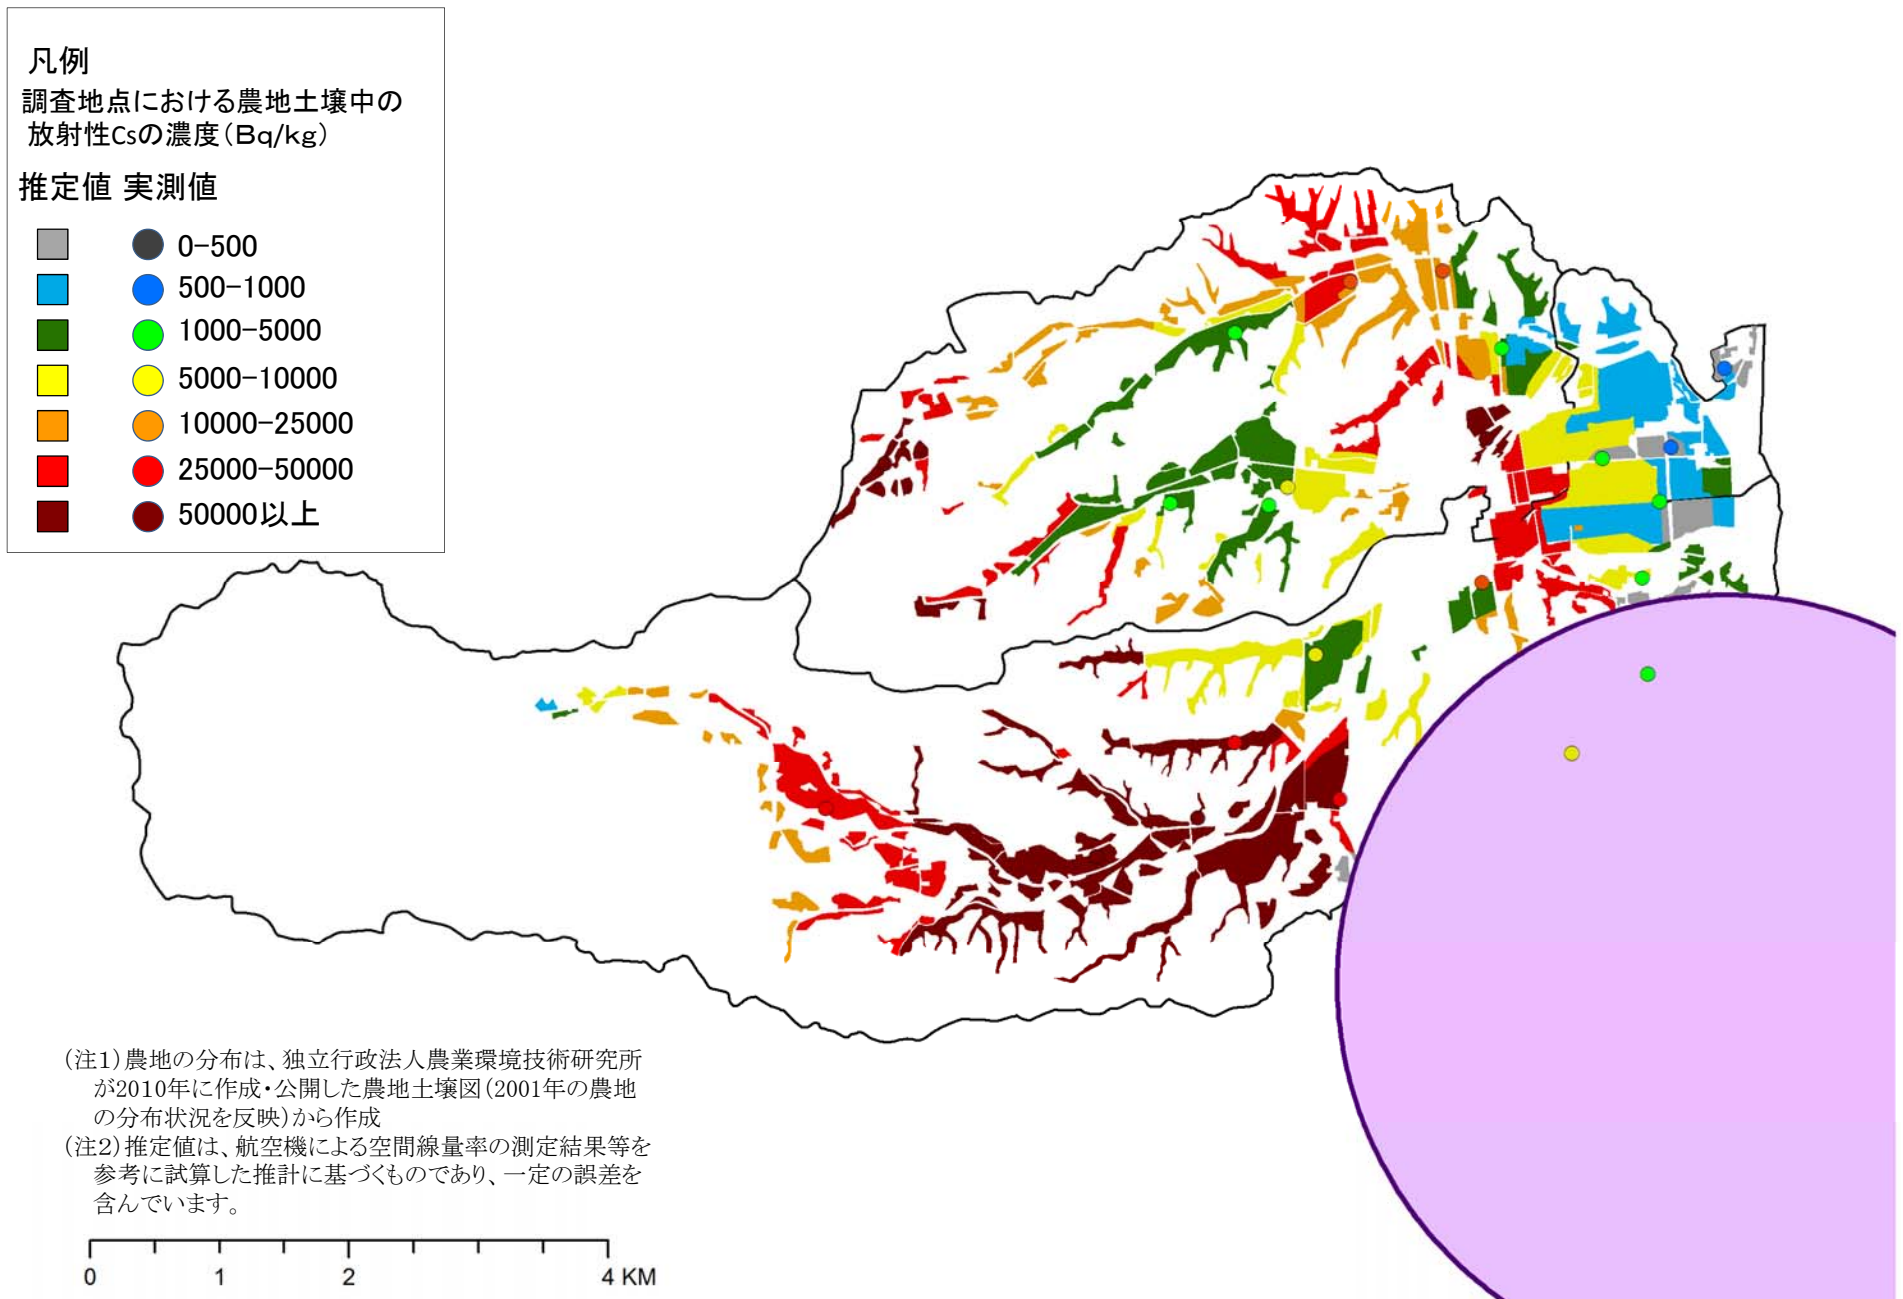 凡例
調査地点における農地土壌中の
放射性Csの濃度(Bq/kg)
推定値 実測値
0-500
500-1000
1000-5000
5000-10000
10000-25000
25000-50000
50000以上
(注1)農地の分布は、独立行政法人農業環境技術研究所
が2010年に作成・公開した農地土壌図(2001年の農地
の分布状況を反映)から作成
(注2)推定値は、航空機による空間線量率の測定結果等を
参考に試算した推計に基づくものであり、一定の誤差を
含んでいます。
0 1 2 4 KM